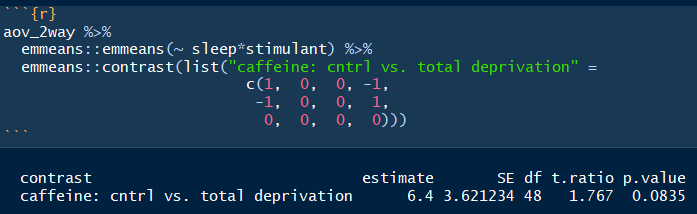 ```{r}
aov_2way %>%
  emmeans::emmeans(~ sleep*stimulant) %>%
  emmeans::contrast(list("caffeine: cntrl vs. total deprivation" =
                           c(1,  0,  0, -1,
                            -1,  0,  0,  1,
                             0,  0,  0,  0)))
```
contrast                              estimate       SE df t.ratio p.value
caffeine: cntrl vs. total deprivation      6.4 3.621234 48   1.767  0.0835